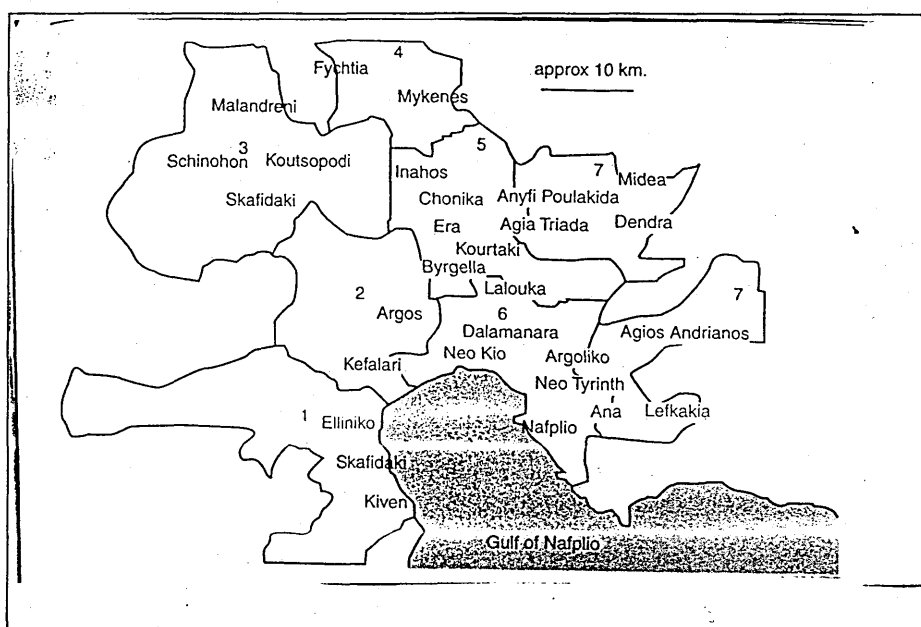 4
Fychtia
approx 10 km.
Mykenes
Malandreni
5
3
7
Schinohon Koutsopodi
Inahos
Midea
Chonika
Anyfi Poulakida
Skafidaki
Era
Agia Triada
Dendra
Kourtaki
Byrgella
Lalouka
2
7
Argos
6
Dalamanara
Agios Andrianos
Kefalari
Neo Kio
Argoliko
Neo Tyrinth
1
Elliniko
Ana
Lefkakia
Nafplio
Skafidaki
Kiven
Gulf of Nafplio